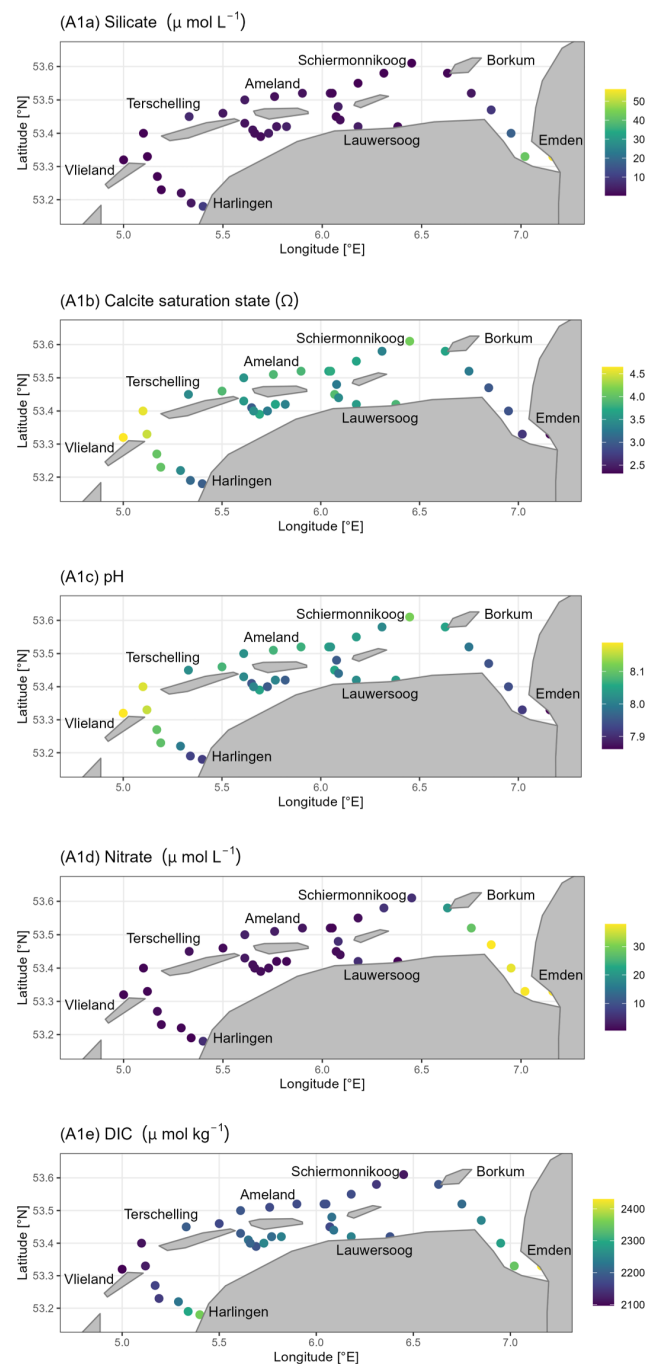 (A1a) Silicate (μ mol L⁻¹)
53.6
53.5
53.4
53.3
53.2
Latitude [°N]
Schiermonnikoog
Borkum
Ameland
Terschelling
Lauwersoog
Emden
Vlieland
Harlingen
50
40
30
20
10
5.0 5.5 6.0 6.5 7.0
Longitude [°E]
(A1b) Calcite saturation state (Ω)
53.6
53.5
53.4
53.3
53.2
Latitude [°N]
Schiermonnikoog
Borkum
Ameland
Terschelling
Lauwersoog
Emden
Vlieland
Harlingen
4.5
4.0
3.5
3.0
2.5
5.0 5.5 6.0 6.5 7.0
Longitude [°E]
(A1c) pH
53.6
53.5
53.4
53.3
53.2
Latitude [°N]
Schiermonnikoog
Borkum
Ameland
Terschelling
Lauwersoog
Emden
Vlieland
Harlingen
8.1
8.0
7.9
5.0 5.5 6.0 6.5 7.0
Longitude [°E]
(A1d) Nitrate (μ mol L⁻¹)
53.6
53.5
53.4
53.3
53.2
Latitude [°N]
Schiermonnikoog
Borkum
Ameland
Terschelling
Lauwersoog
Emden
Vlieland
Harlingen
30
20
10
5.0 5.5 6.0 6.5 7.0
Longitude [°E]
(A1e) DIC (μ mol kg⁻¹)
53.6
53.5
53.4
53.3
53.2
Latitude [°N]
Schiermonnikoog
Borkum
Ameland
Terschelling
Lauwersoog
Emden
Vlieland
Harlingen
2400
2300
2200
2100
5.0 5.5 6.0 6.5 7.0
Longitude [°E]